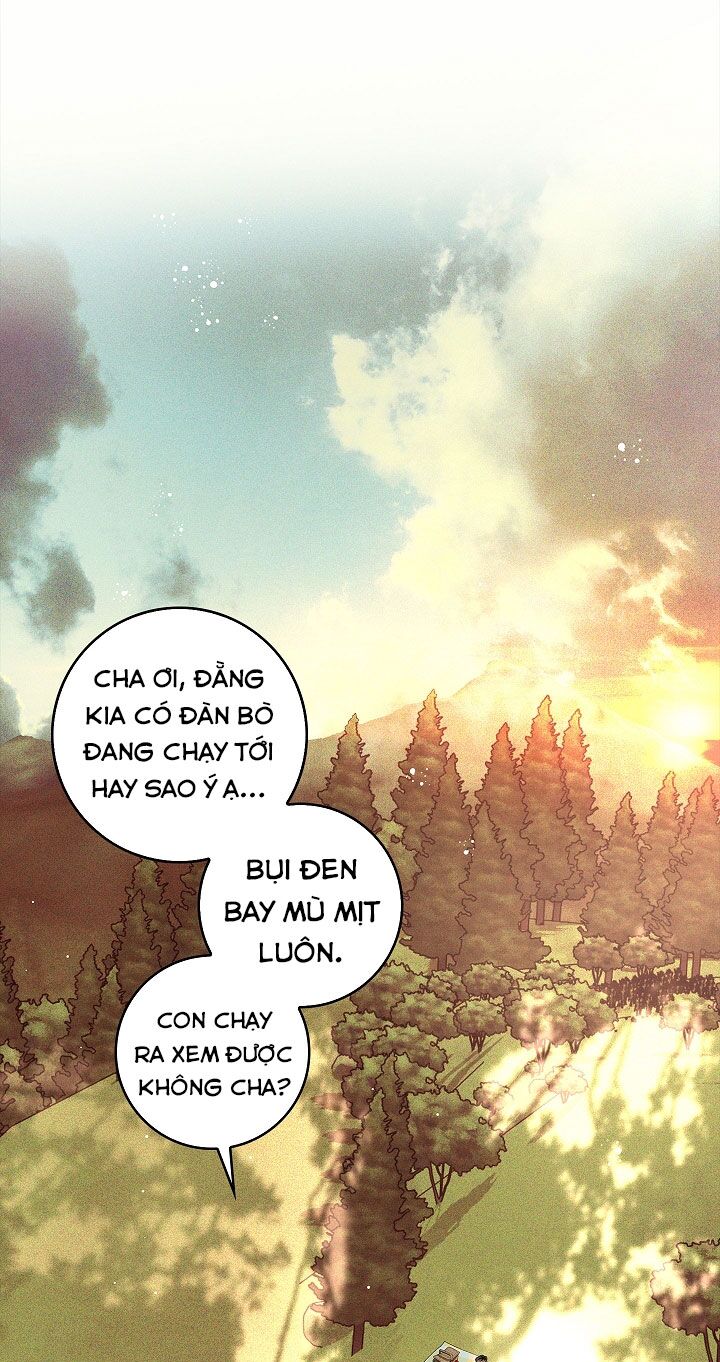 CHA ƠI, ĐẰNG
KIA CÓ ĐÀN BÒ
ĐANG CHẠY TỚI
HAY SAO Ý Ạ...
BỤI ĐEN
BAY MÙ MỊT
LUÔN.
CON CHẠY
RA XEM ĐƯỢC
KHÔNG CHA?